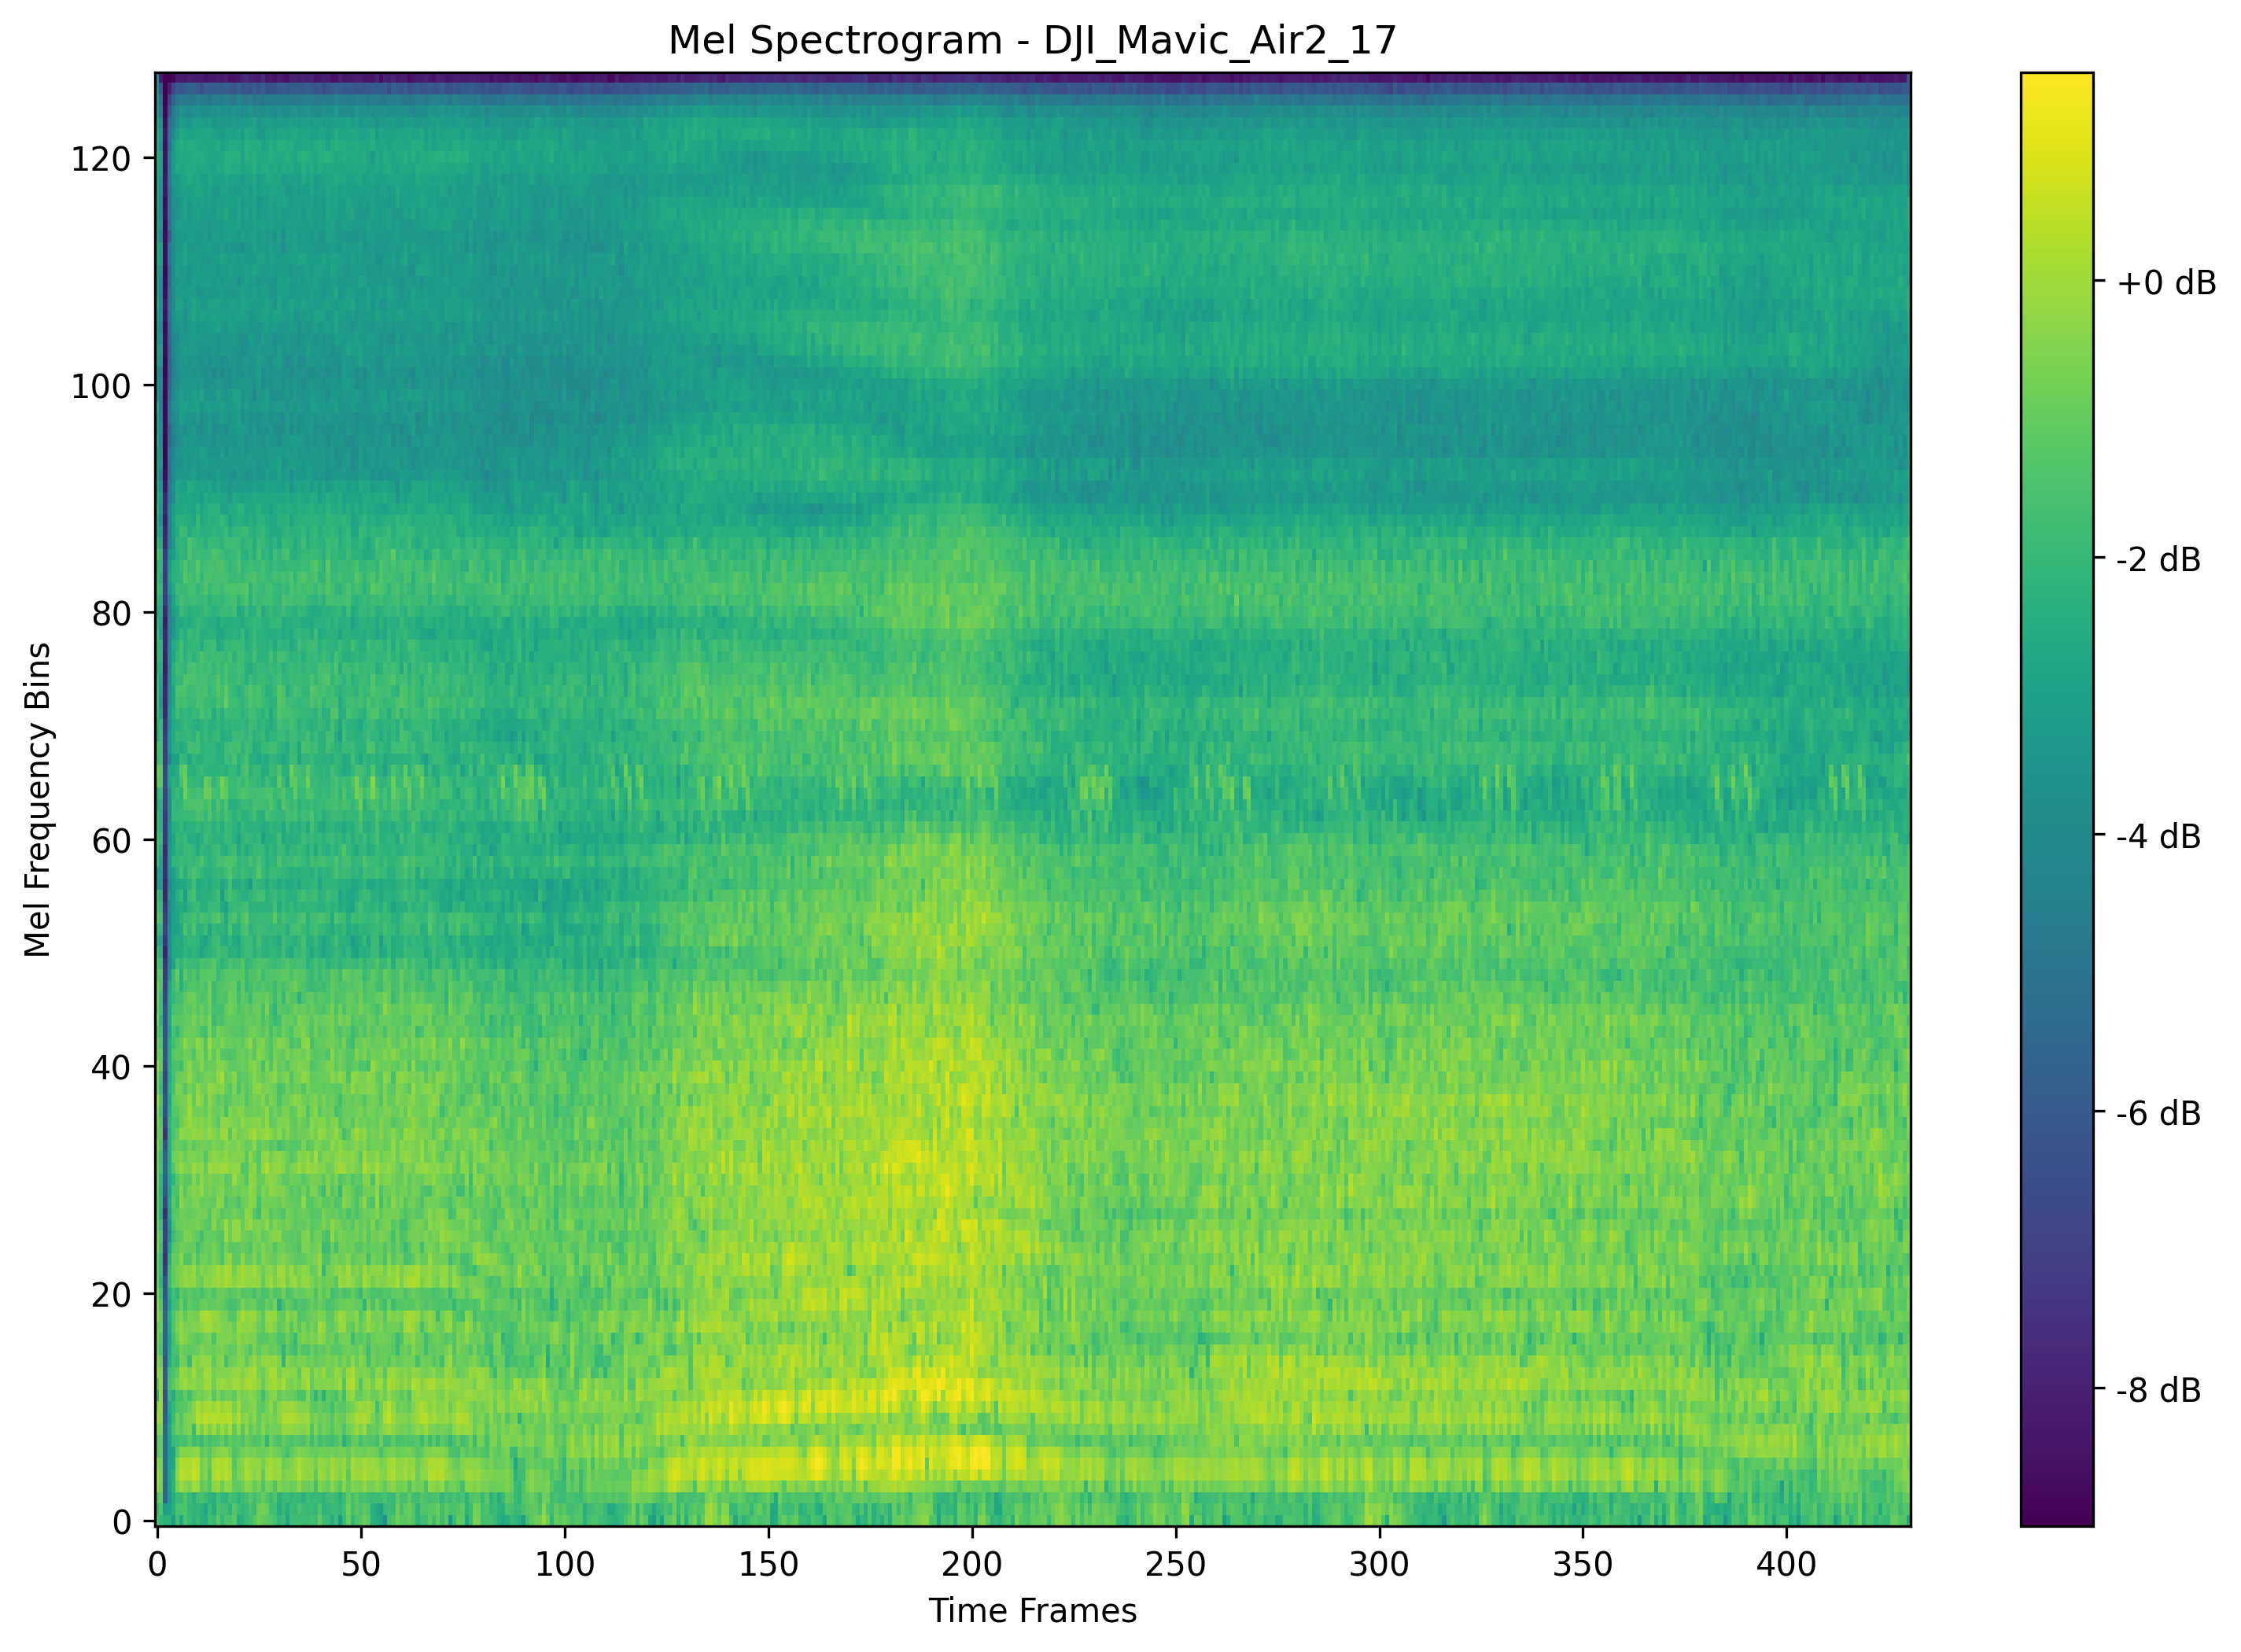 Mel Spectrogram - DJI_Mavic_Air2_17
Mel Frequency Bins
120
100
80
60
40
20
0
0 50 100 150 200 250 300 350 400
Time Frames
+0 dB
-2 dB
-4 dB
-6 dB
-8 dB